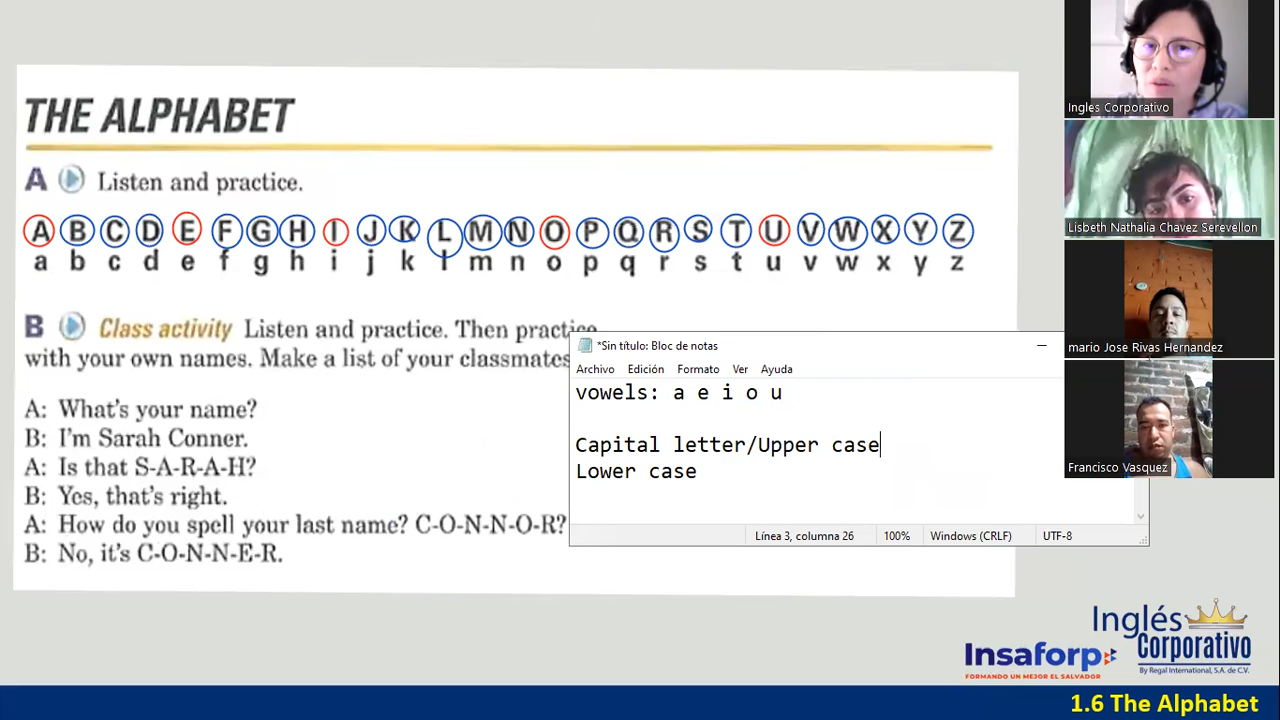 THE ALPHABET
A Listen and practice.
A B C D E F G H I J K L M N O P Q R S T U V W X Y Z
a b c d e f g h i j k l m n o p q r s t u v w x y z
B Class activity Listen and practice. Then practice
with your own names. Make a list of your classmates
A: What's your name?
B: I'm Sarah Conner.
A: Is that S-A-R-A-H?
B: Yes, that's right.
A: How do you spell your last name? C-O-N-N-O-R?
B: No, it's C-O-N-N-E-R.
*Sin título: Bloc de notas
Archivo Edición Formato Ver Ayuda
vowels: a e i o u
Capital letter/Upper case
Lower case
Línea 3, columna 26 100% Windows (CRLF) UTF-8
Ingles Corporativo
Lisbeth Nathalia Chavez Serevellon
mario Jose Rivas Hernandez
Francisco Vasquez
Insaforp
FORMANDO UN MEJOR EL SALVADOR
Inglés
Corporativo
By Regal International, S.A. de C.V.
1.6 The Alphabet